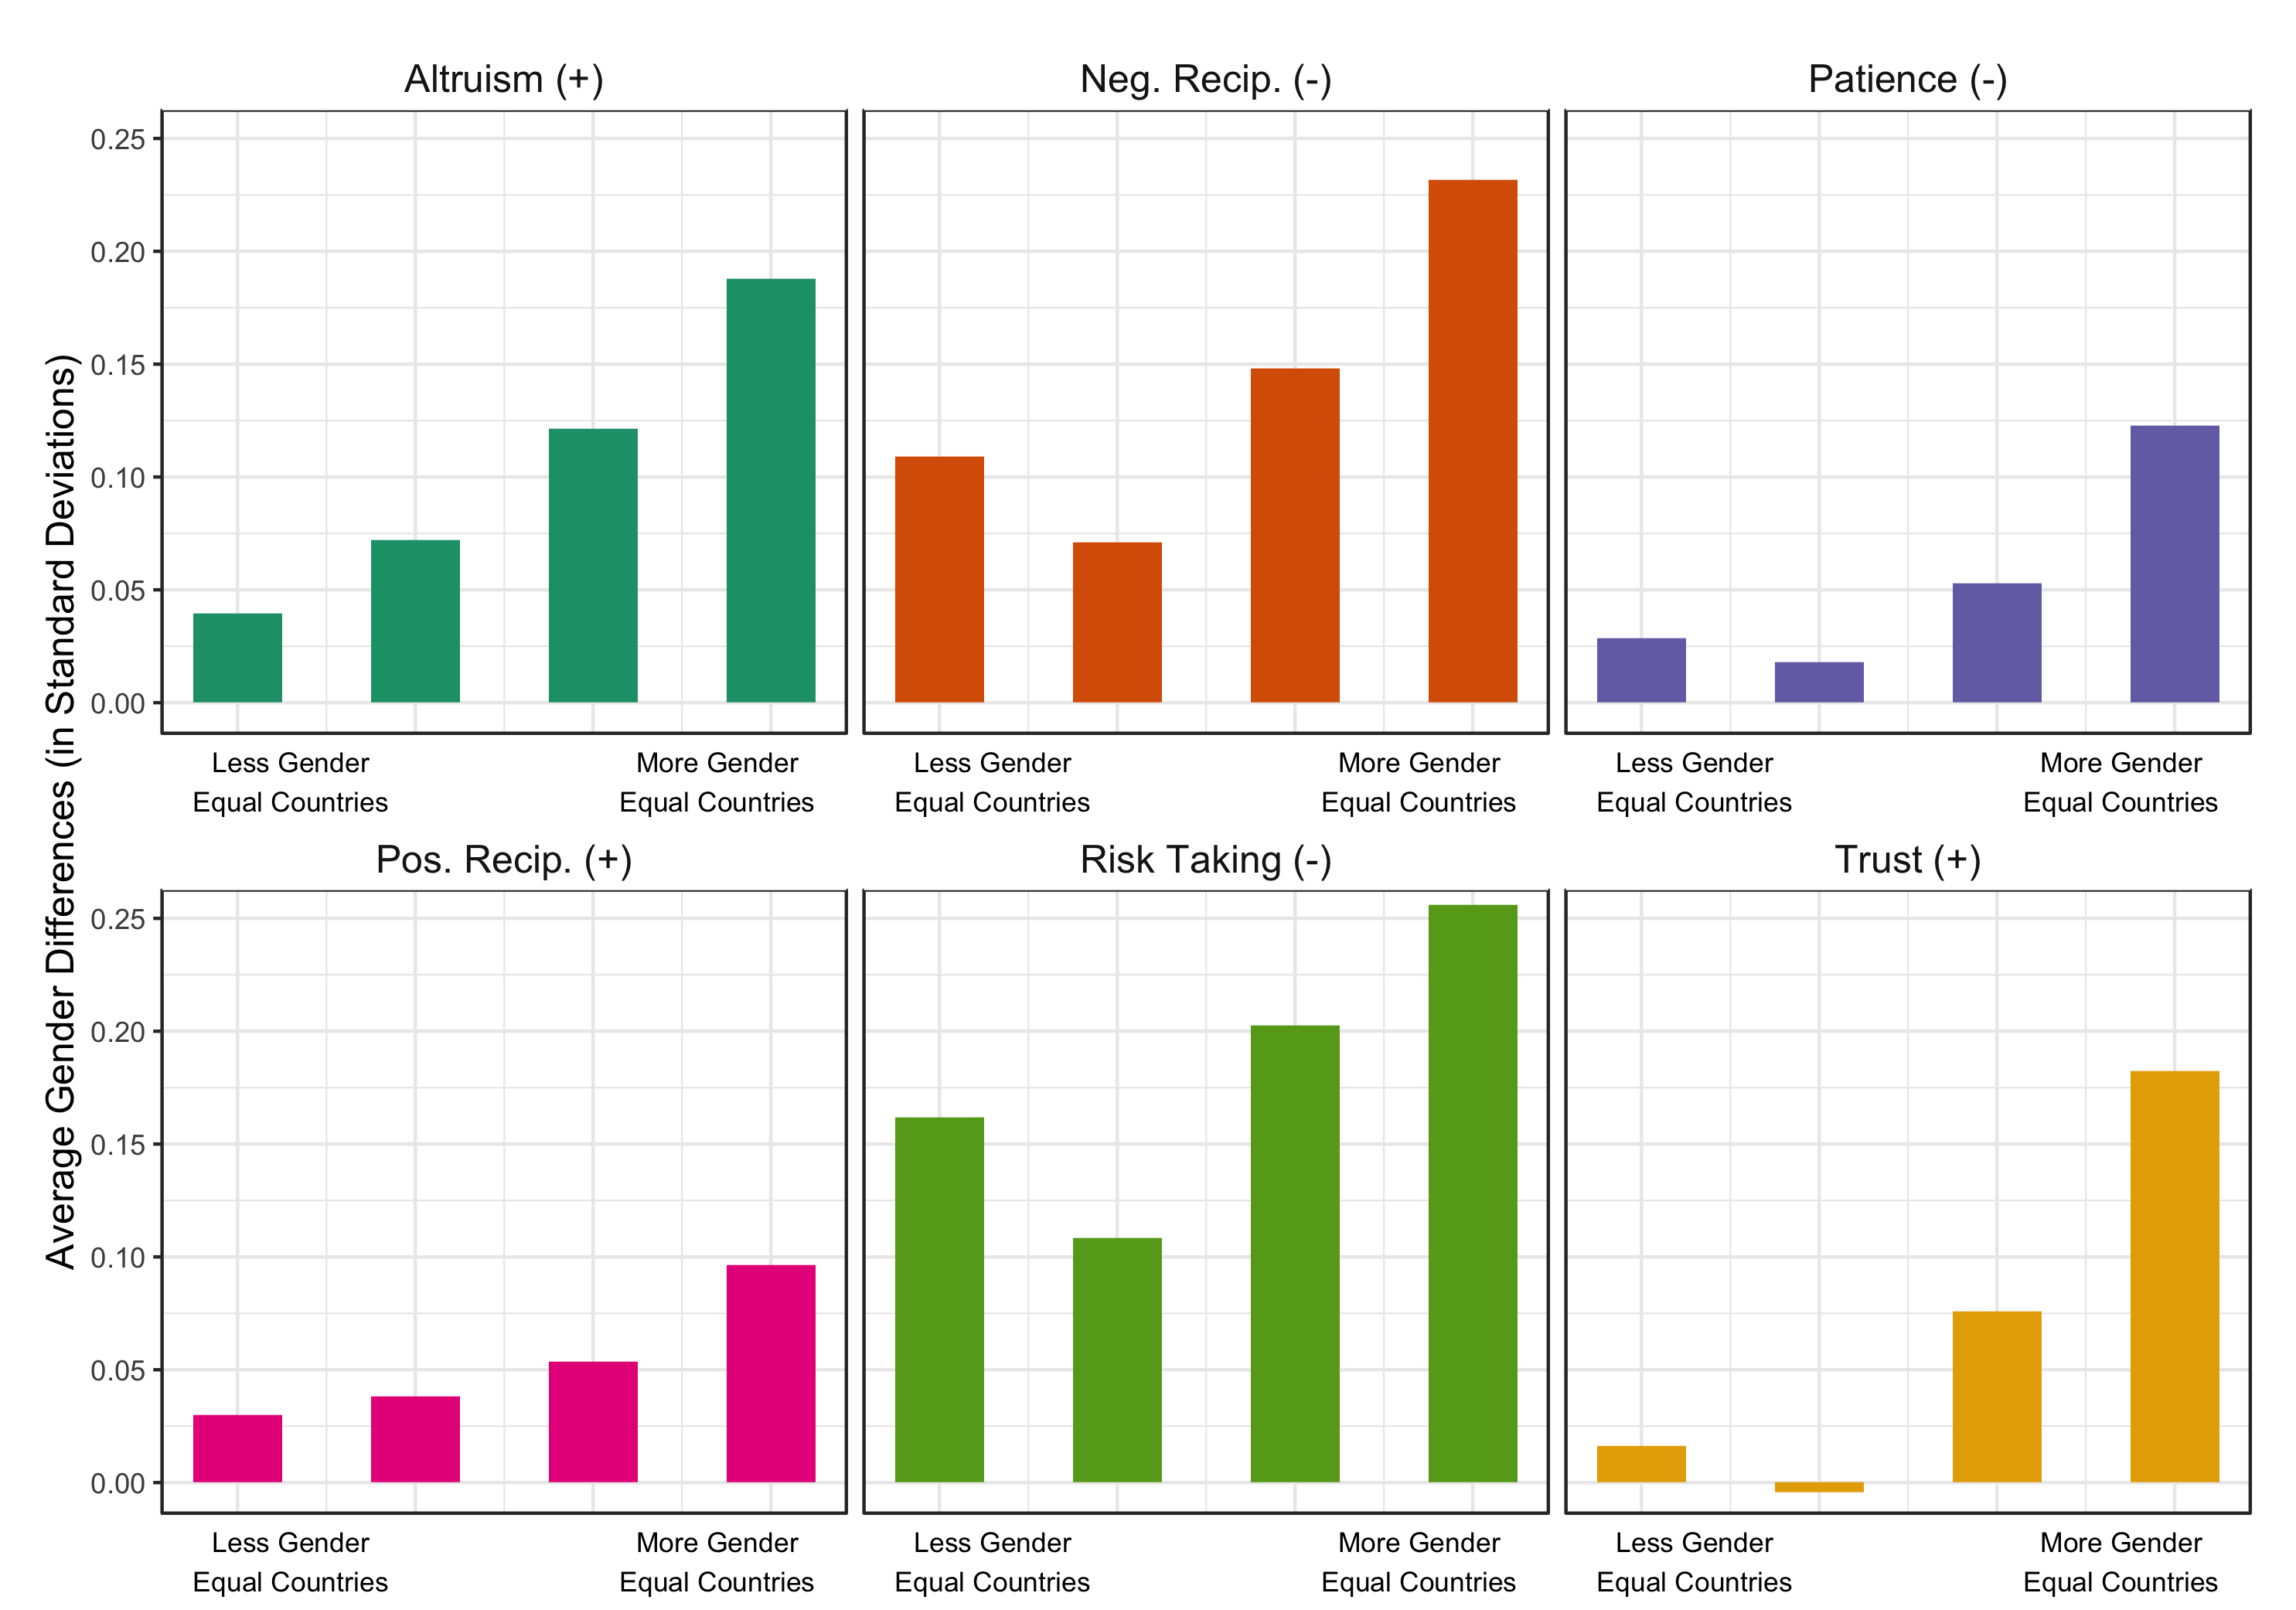 Average Gender Differences (in Standard Deviations)
Altruism (+)
Neg. Recip. (-)
Patience (-)
0.25
0.20
0.15
0.10
0.05
0.00
Less Gender
Equal Countries
More Gender
Equal Countries
Less Gender
Equal Countries
More Gender
Equal Countries
Less Gender
Equal Countries
More Gender
Equal Countries
Pos. Recip. (+)
Risk Taking (-)
Trust (+)
0.25
0.20
0.15
0.10
0.05
0.00
Less Gender
Equal Countries
More Gender
Equal Countries
Less Gender
Equal Countries
More Gender
Equal Countries
Less Gender
Equal Countries
More Gender
Equal Countries